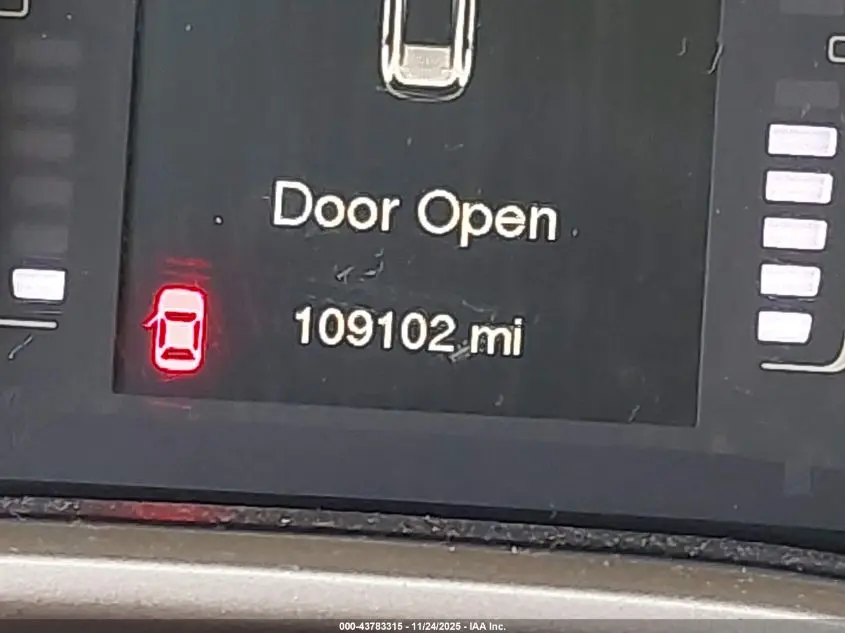 Door Open
109102 mi
000-43783315 - 11/24/2025 - IAA Inc.